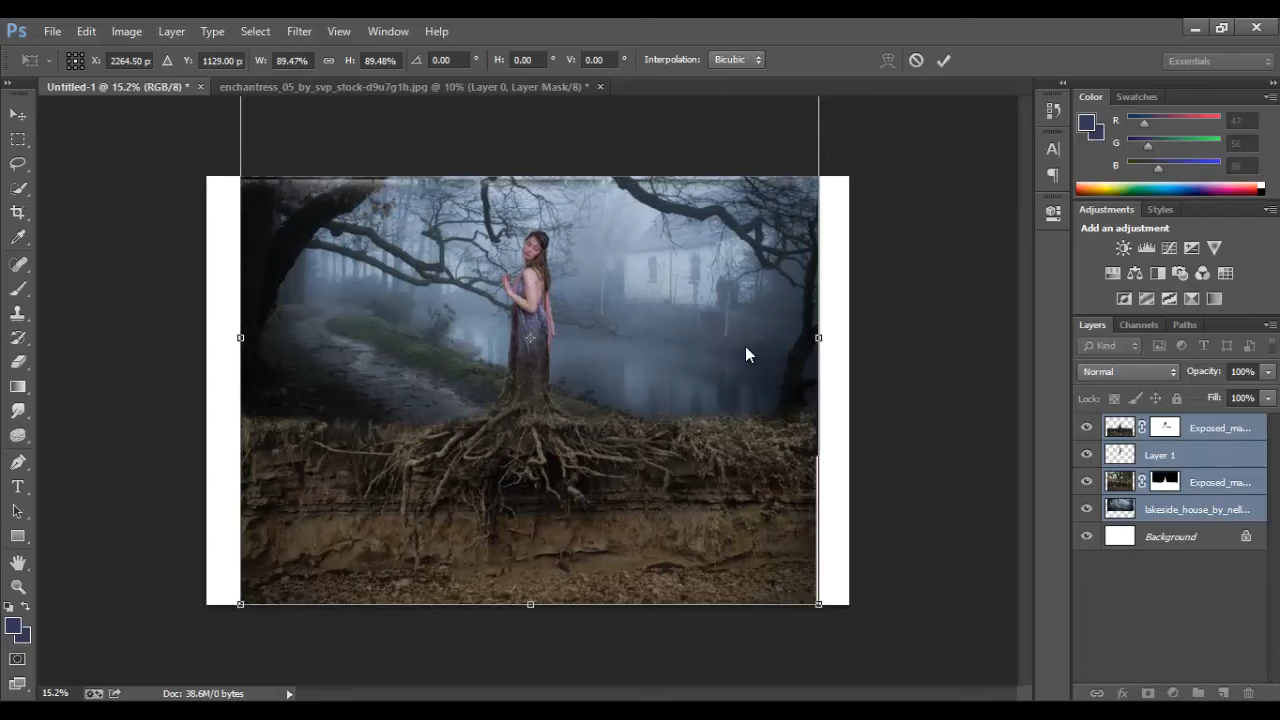 Ps File Edit Image Layer Type Select Filter View Window Help
X: 2264.50 p: Y: 1129.00 p: W: 89.47% H: 89.48% 0.00 ° H: 0.00 ° V: 0.00 ° Interpolation: Bicubic Essentials
Untitled-1 @ 15.2% (RGB/8) * × enchantress_05_by_svp_stock-d9u7g1h.jpg @ 10% (Layer 0, Layer Mask/8) * ×
Color Swatches
R 42
G 56
B 86
Adjustments Styles
Add an adjustment
Layers Channels Paths
Kind
Normal Opacity: 100%
Lock: Fill: 100%
Exposed_ma...
Layer 1
Exposed_ma...
lakeside_house_by_nell...
Background
15.2% Doc: 38.6M/0 bytes